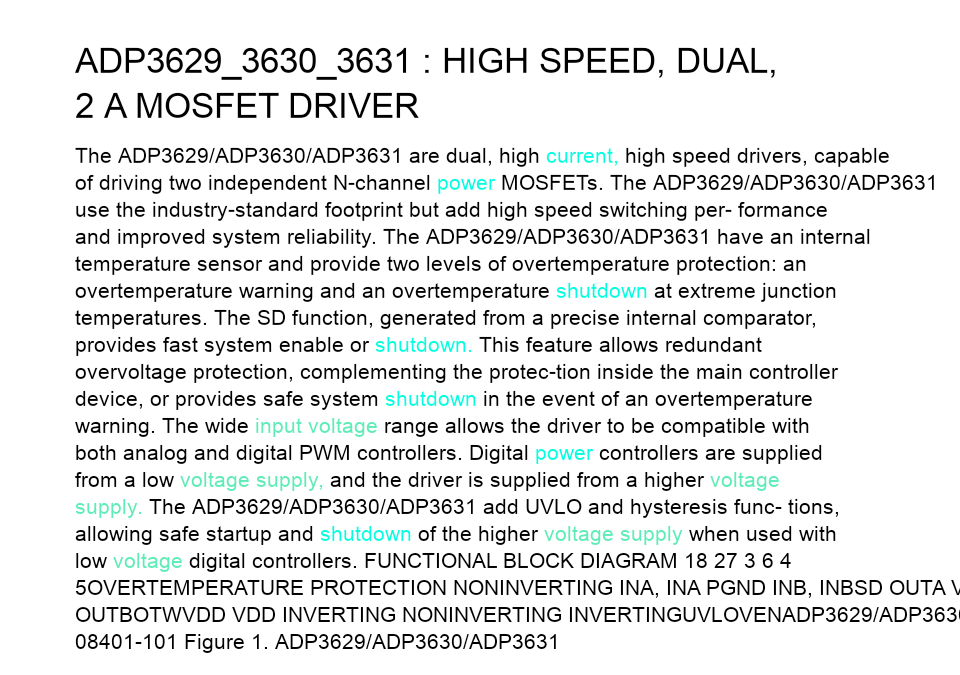 ADP3629_3630_3631 : HIGH SPEED, DUAL,
2 A MOSFET DRIVER
The ADP3629/ADP3630/ADP3631 are dual, high current, high speed drivers, capable
of driving two independent N-channel power MOSFETs. The ADP3629/ADP3630/ADP3631
use the industry-standard footprint but add high speed switching per- formance
and improved system reliability. The ADP3629/ADP3630/ADP3631 have an internal
temperature sensor and provide two levels of overtemperature protection: an
overtemperature warning and an overtemperature shutdown at extreme junction
temperatures. The SD function, generated from a precise internal comparator,
provides fast system enable or shutdown. This feature allows redundant
overvoltage protection, complementing the protec-tion inside the main controller
device, or provides safe system shutdown in the event of an overtemperature
warning. The wide input voltage range allows the driver to be compatible with
both analog and digital PWM controllers. Digital power controllers are supplied
from a low voltage supply, and the driver is supplied from a higher voltage
supply. The ADP3629/ADP3630/ADP3631 add UVLO and hysteresis func- tions,
allowing safe startup and shutdown of the higher voltage supply when used with
low voltage digital controllers. FUNCTIONAL BLOCK DIAGRAM 18 27 3 6 4
5OVERTEMPERATURE PROTECTION NONINVERTING INA, INA PGND INB, INBSD OUTA V
OUTBOTWVDD VDD INVERTING NONINVERTING INVERTINGUVLOVENADP3629/ADP363
08401-101 Figure 1. ADP3629/ADP3630/ADP3631